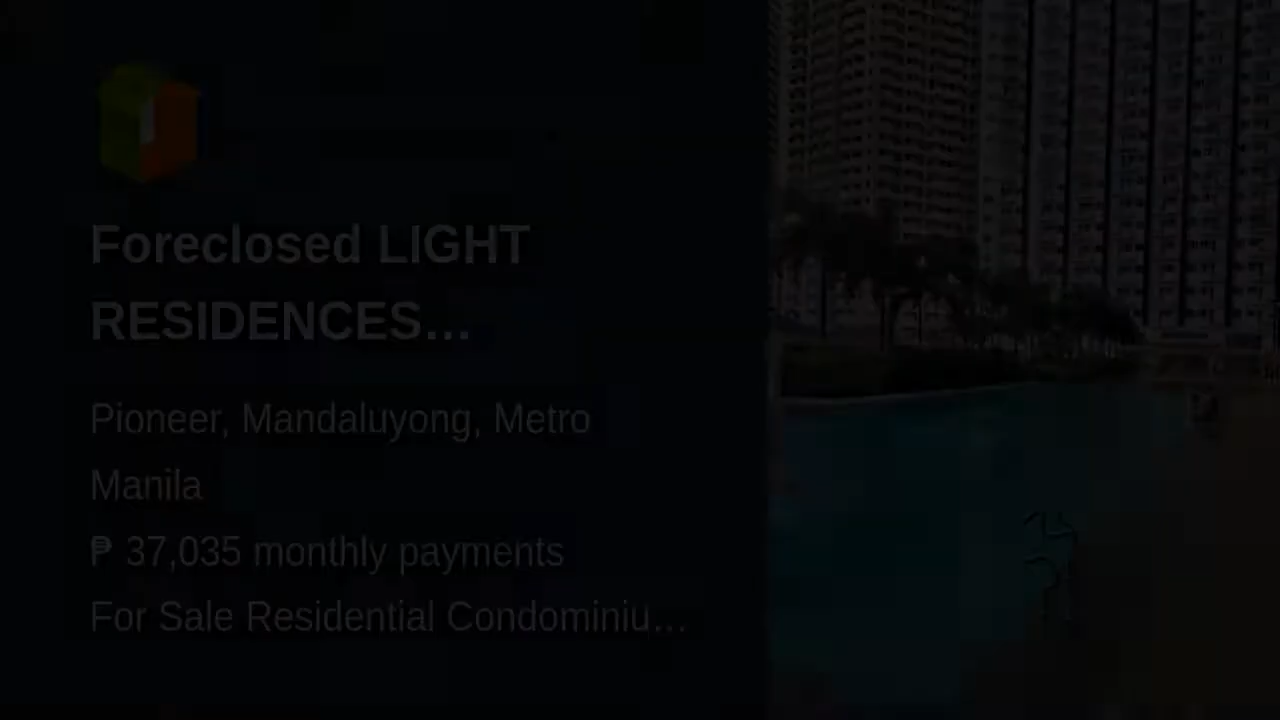 Foreclosed LIGHT
RESIDENCES...
Pioneer, Mandaluyong, Metro
Manila
₱ 37,035 monthly payments
For Sale Residential Condominiu...